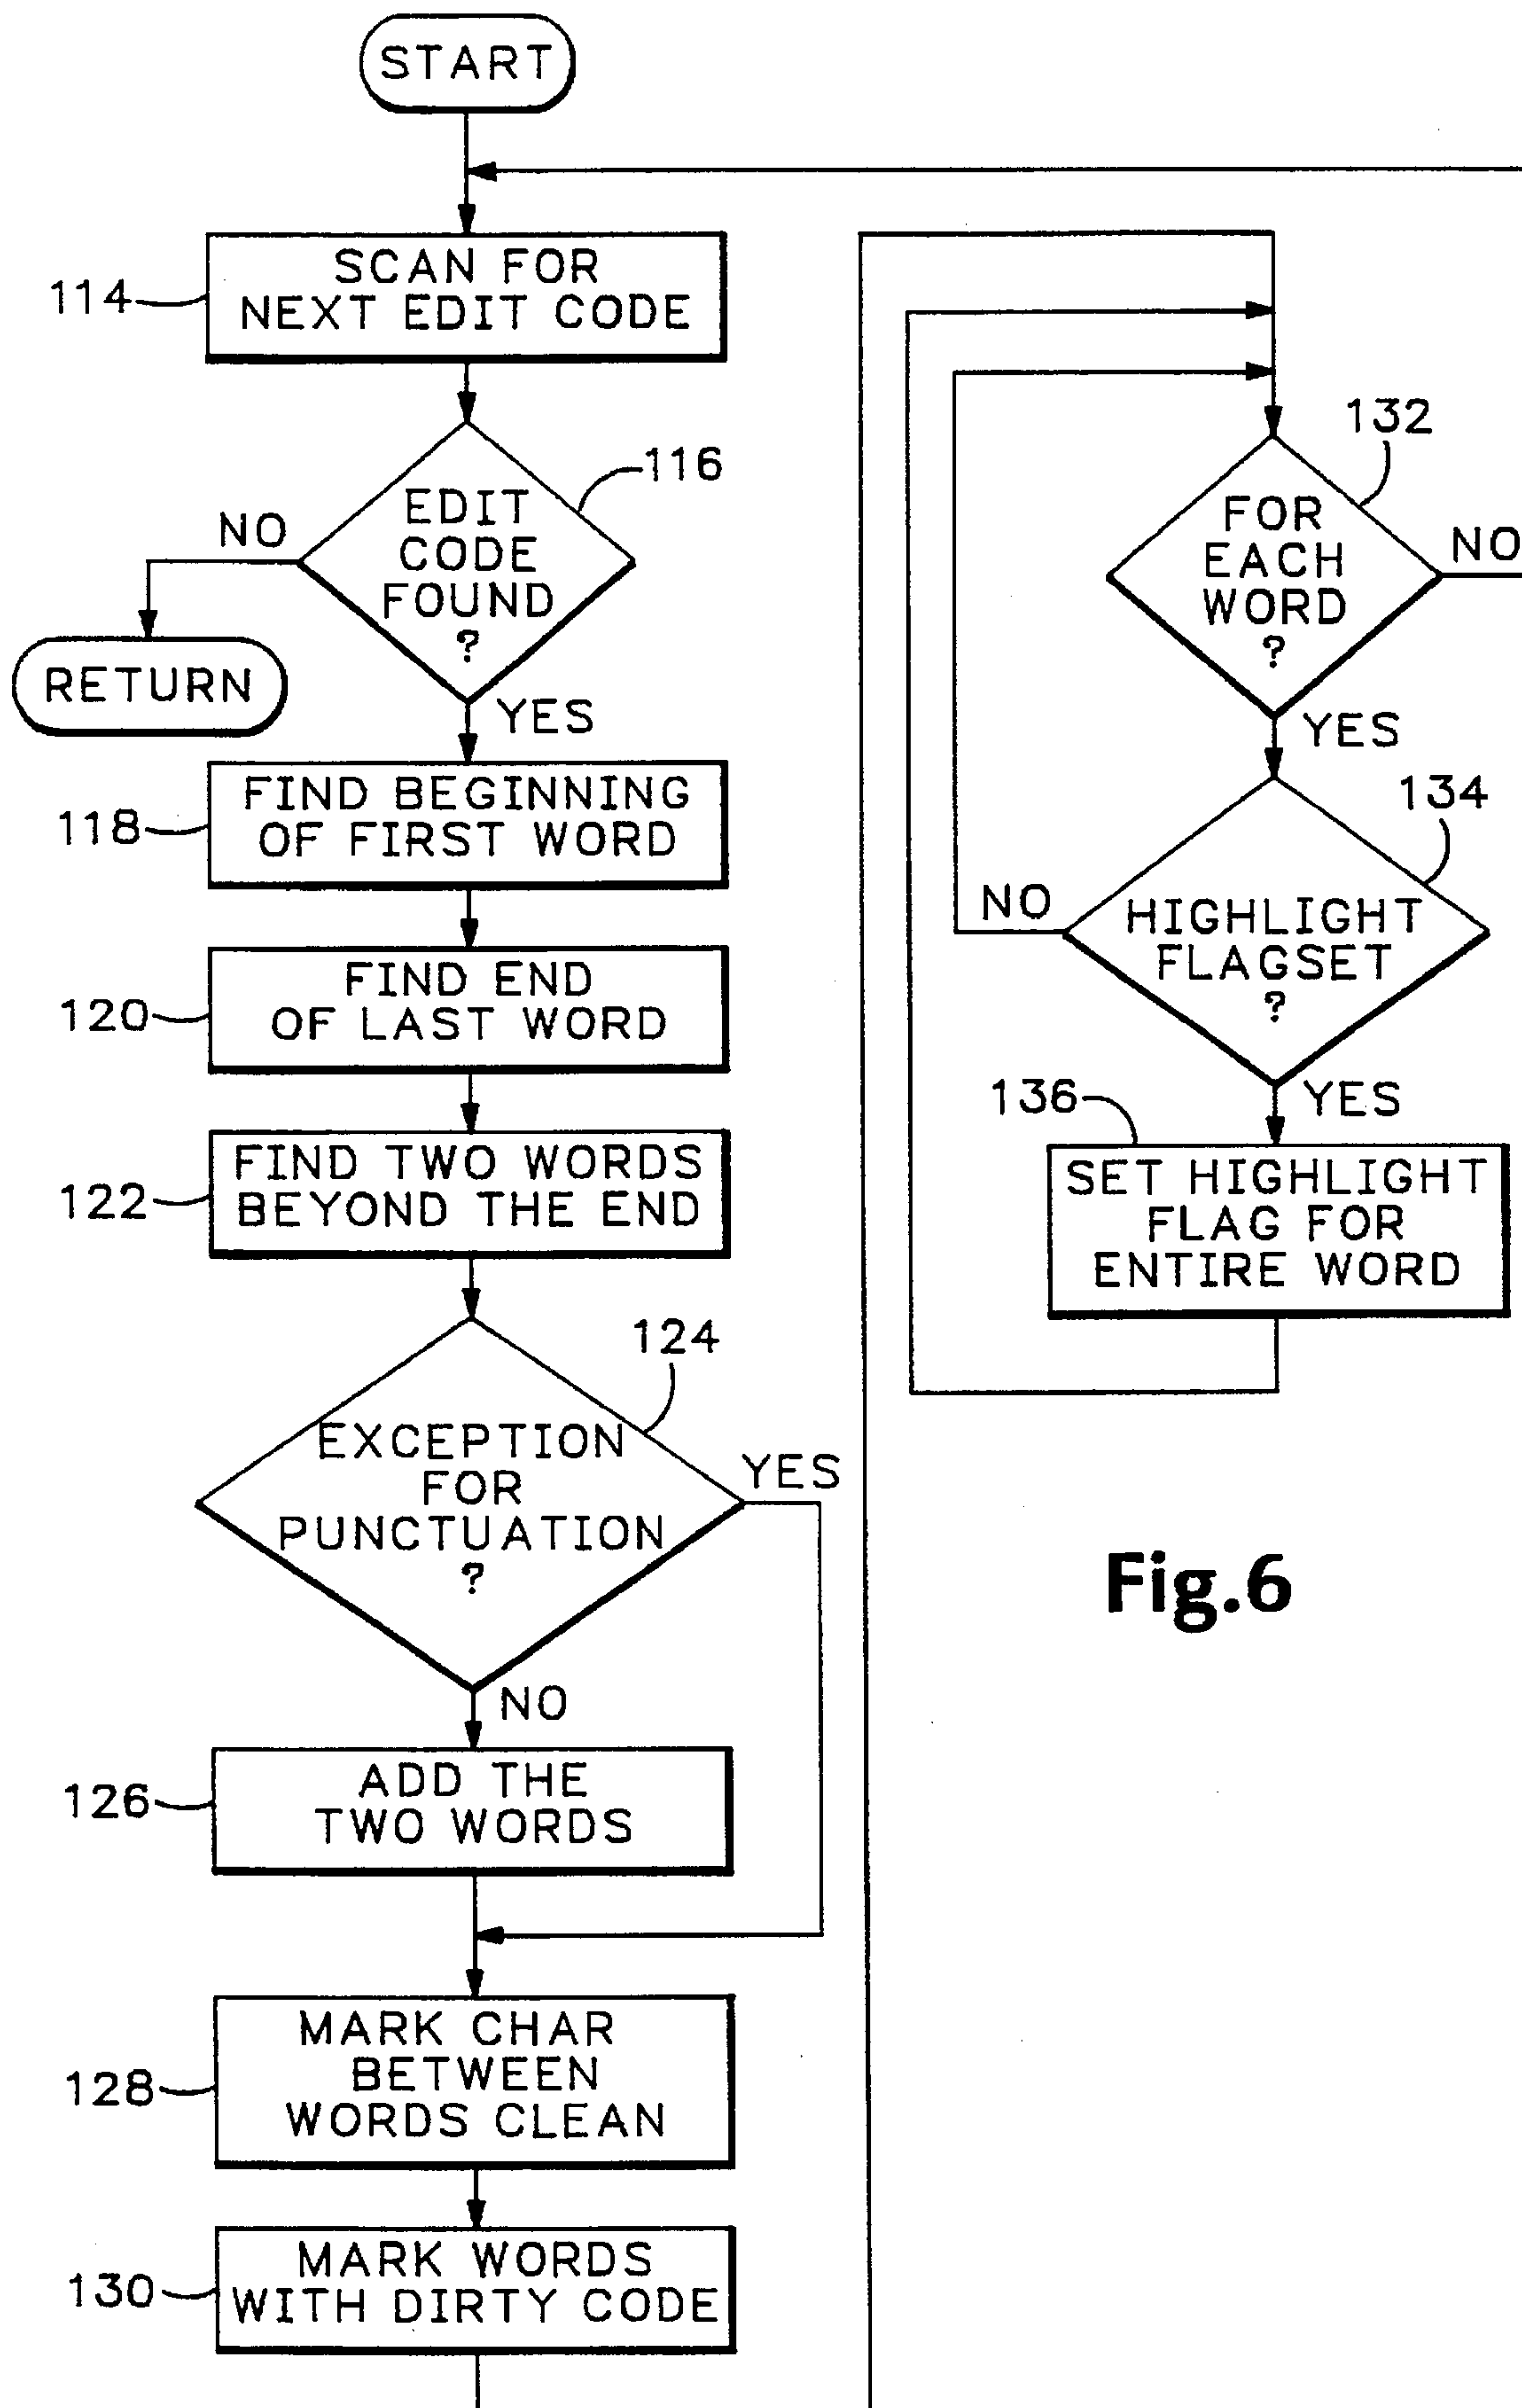 START
SCAN FOR
NEXT EDIT CODE
114
116
EDIT
CODE
FOUND
?
NO
RETURN
YES
FIND BEGINNING
OF FIRST WORD
118
FIND END
OF LAST WORD
120
FIND TWO WORDS
BEYOND THE END
122
124
EXCEPTION
FOR
PUNCTUATION
?
YES
NO
ADD THE
TWO WORDS
126
MARK CHAR
BETWEEN
WORDS CLEAN
128
MARK WORDS
WITH DIRTY CODE
130
132
FOR
EACH
WORD
?
NO
YES
134
HIGHLIGHT
FLAGSET
?
NO
YES
136
SET HIGHLIGHT
FLAG FOR
ENTIRE WORD
Fig.6